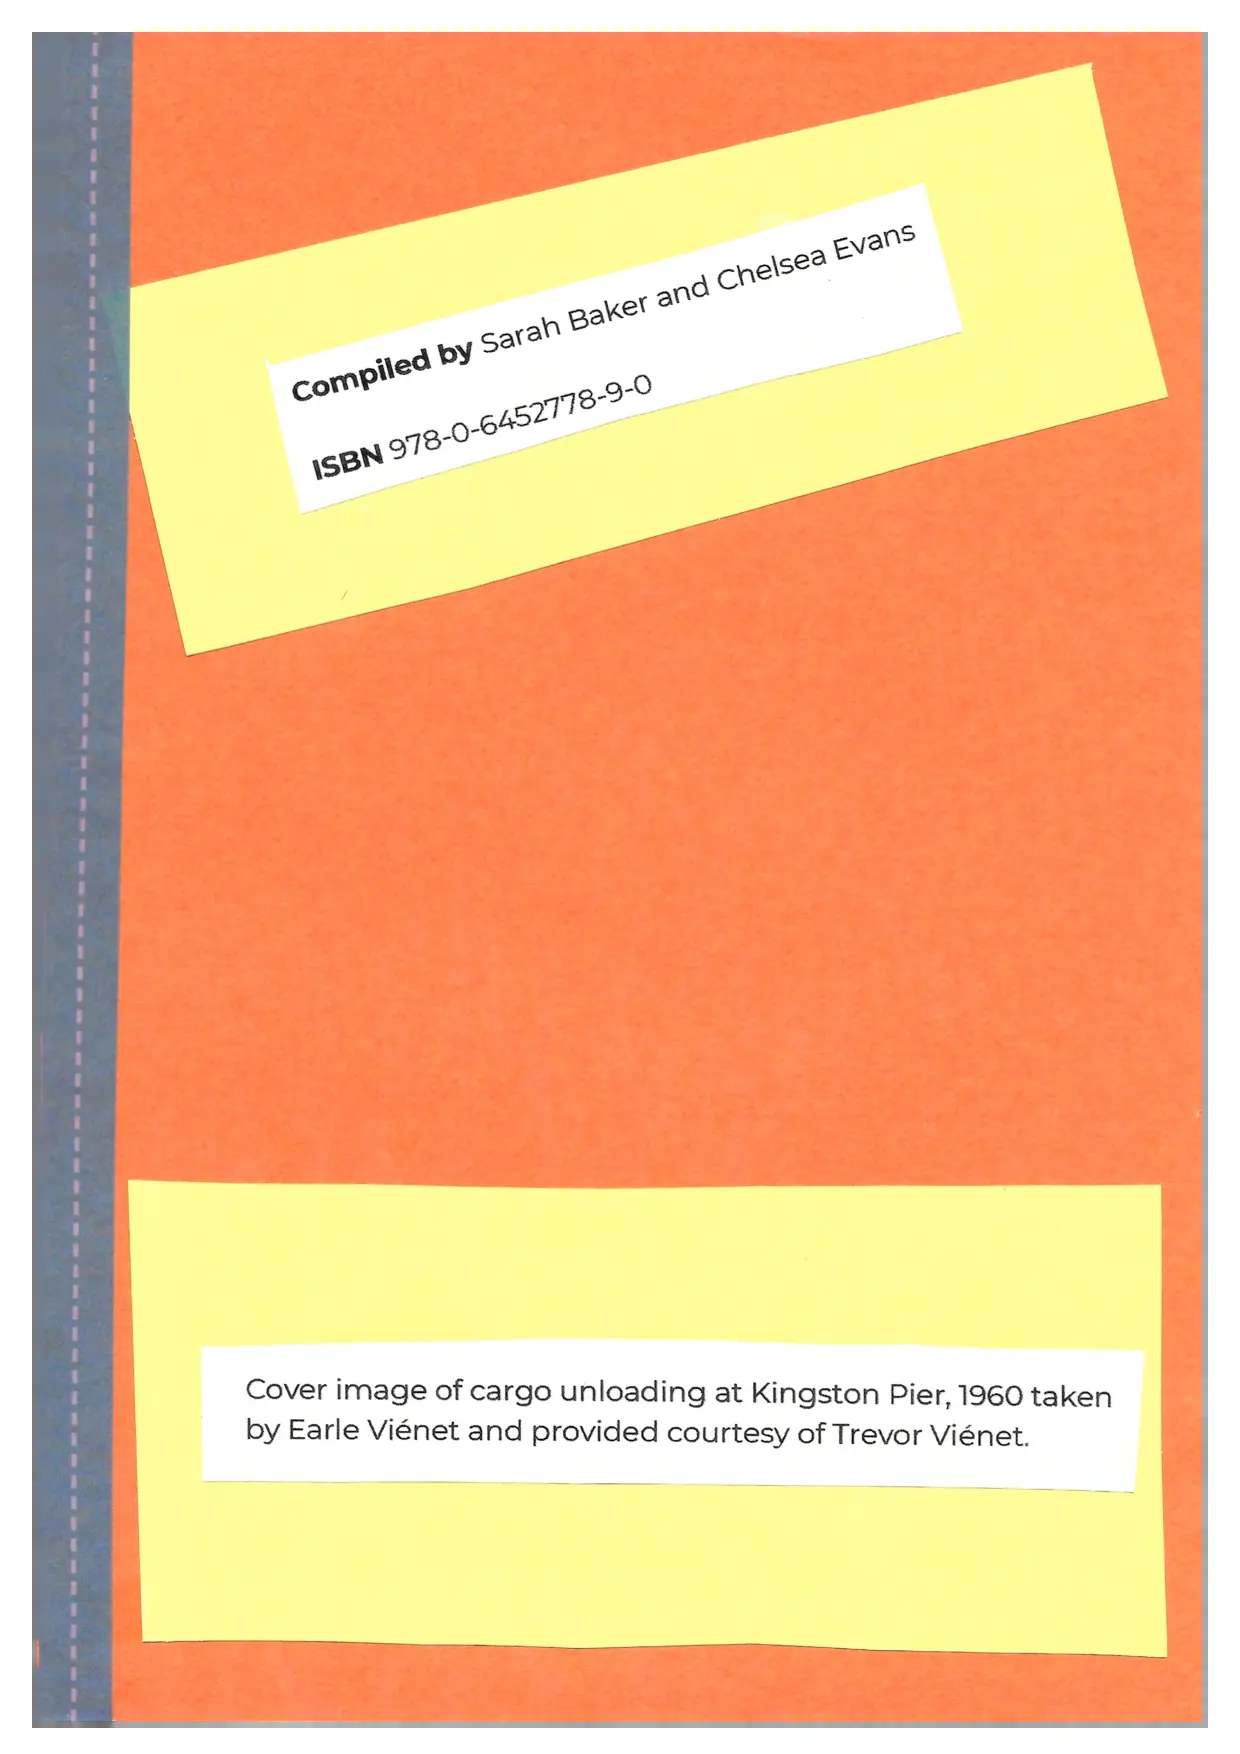 Compiled by Sarah Baker and Chelsea Evans
ISBN 978-0-6452778-9-0
Cover image of cargo unloading at Kingston Pier, 1960 taken
by Earle Viénet and provided courtesy of Trevor Viénet.